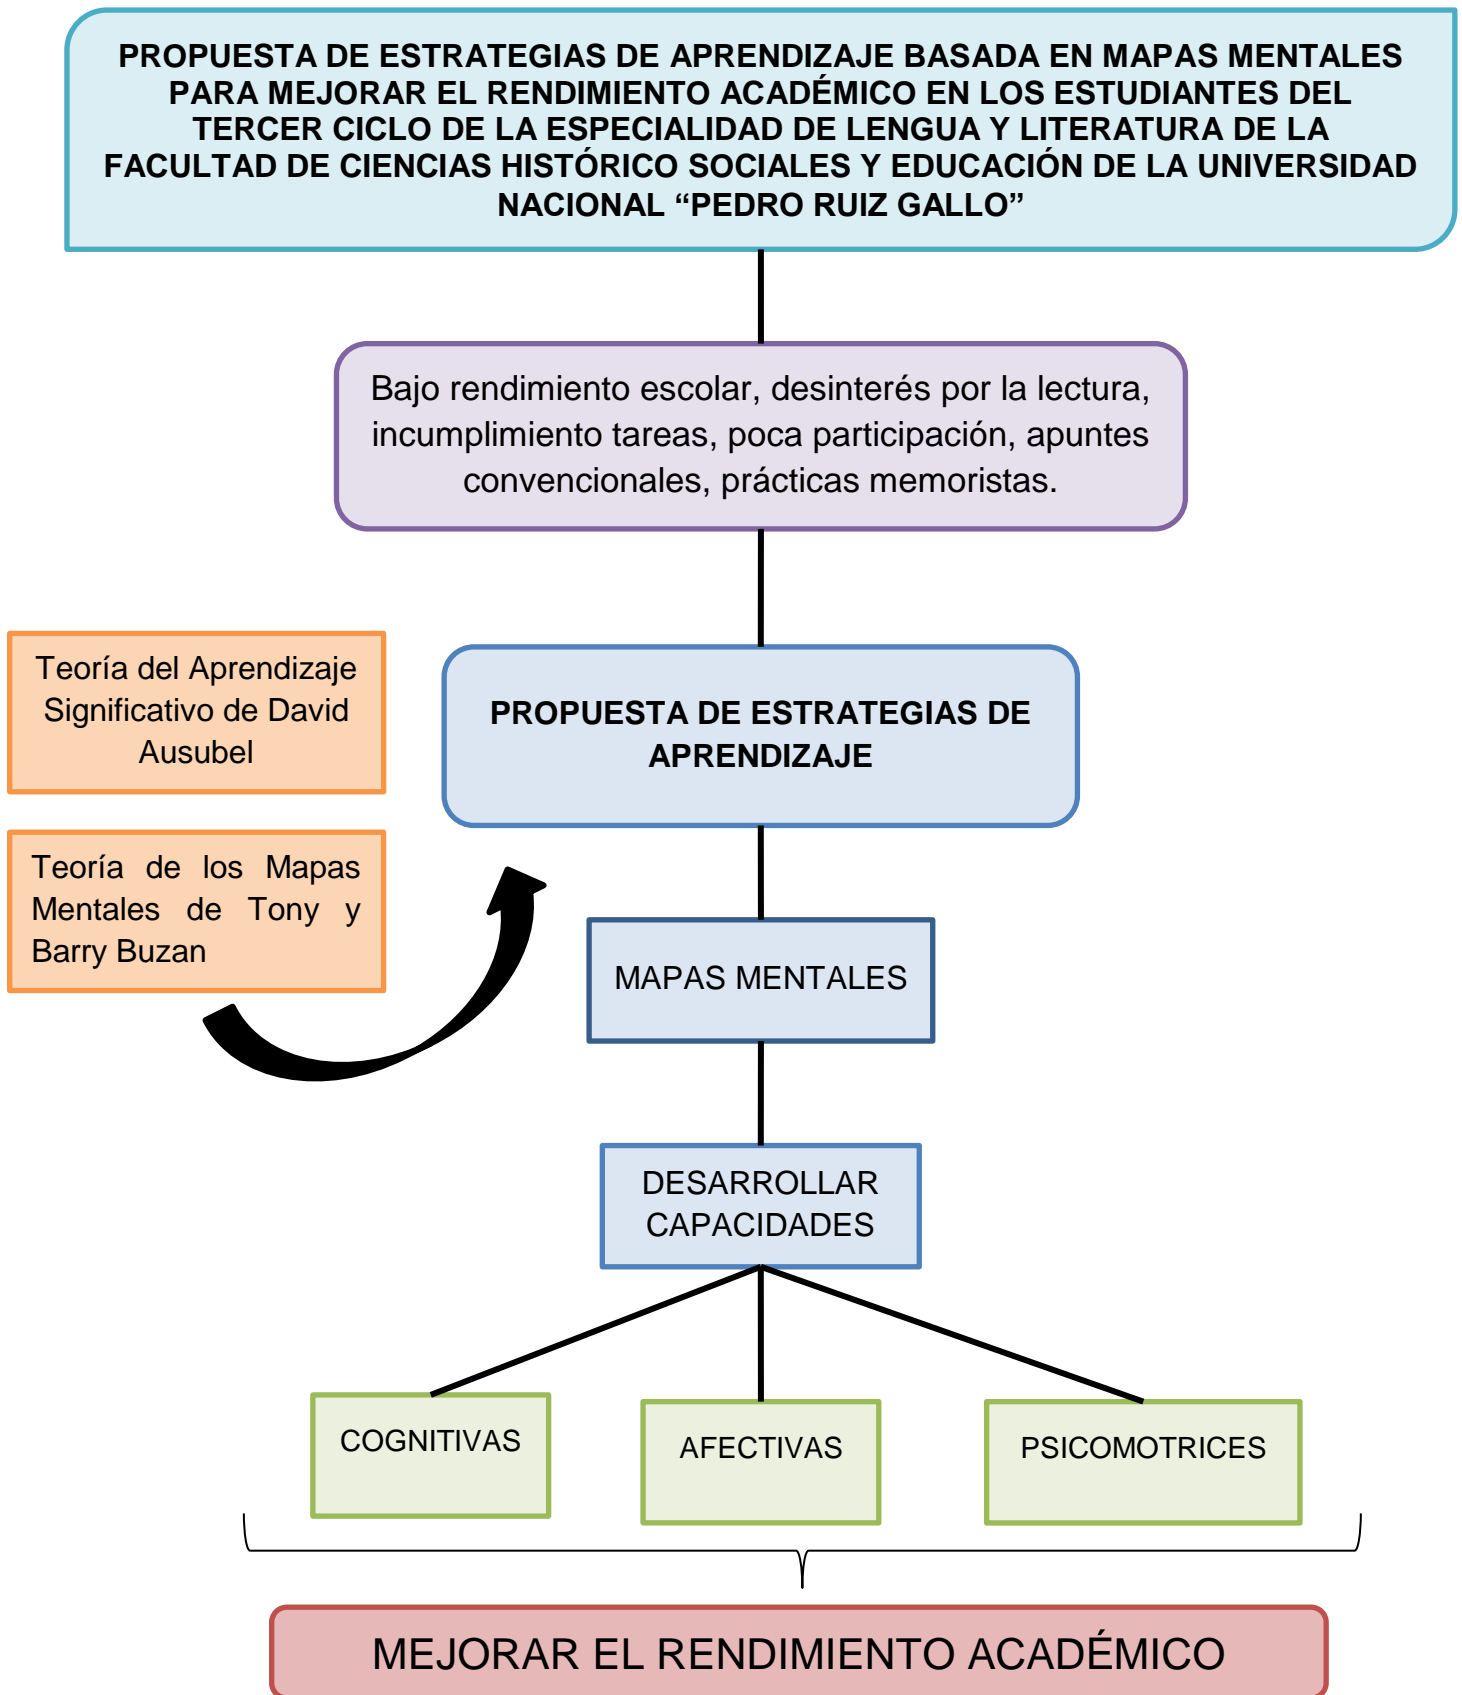 PROPUESTA DE ESTRATEGIAS DE APRENDIZAJE BASADA EN MAPAS MENTALES
PARA MEJORAR EL RENDIMIENTO ACADÉMICO EN LOS ESTUDIANTES DEL
TERCER CICLO DE LA ESPECIALIDAD DE LENGUA Y LITERATURA DE LA
FACULTAD DE CIENCIAS HISTÓRICO SOCIALES Y EDUCACIÓN DE LA UNIVERSIDAD
NACIONAL “PEDRO RUIZ GALLO”
Bajo rendimiento escolar, desinterés por la lectura,
incumplimiento tareas, poca participación, apuntes
convencionales, prácticas memoristas.
Teoría del Aprendizaje
Significativo de David
Ausubel
PROPUESTA DE ESTRATEGIAS DE
APRENDIZAJE
Teoría de los Mapas
Mentales de Tony y
Barry Buzan
MAPAS MENTALES
DESARROLLAR
CAPACIDADES
COGNITIVAS
AFECTIVAS
PSICOMOTRICES
MEJORAR EL RENDIMIENTO ACADÉMICO